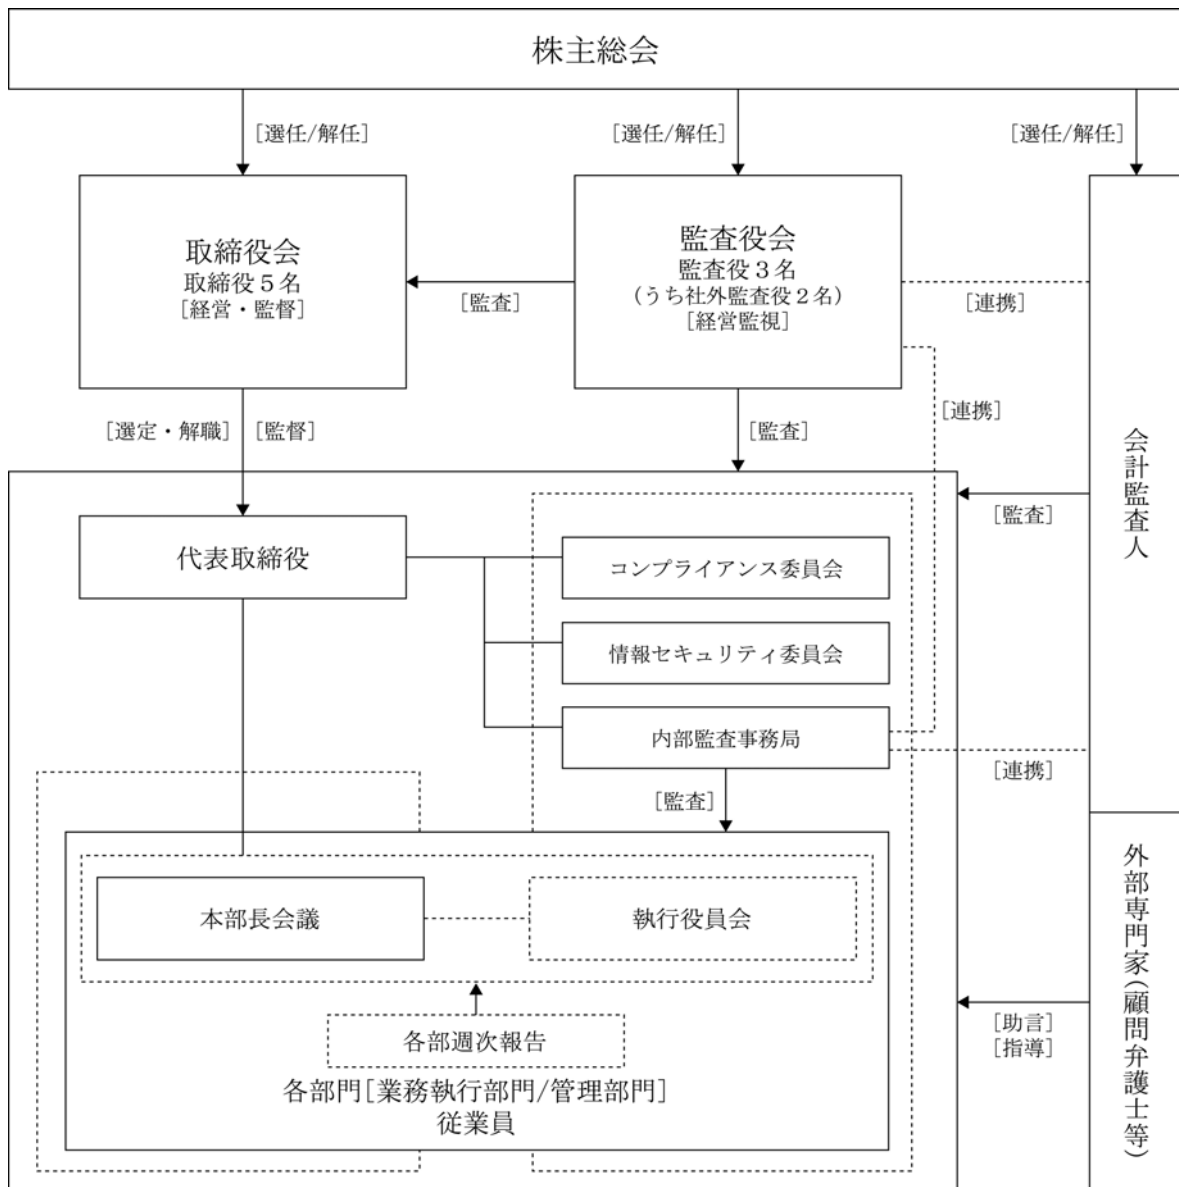 株主総会
[選任/解任]
[選任/解任]
[選任/解任]
取締役会
取締役5名
[経営・監督]
監査役会
監査役3名
(うち社外監査役2名)
[経営監視]
[監査]
[連携]
[連携]
[選定・解職]
[監督]
[監査]
会計監査人
[監査]
代表取締役
コンプライアンス委員会
情報セキュリティ委員会
内部監査事務局
[連携]
[監査]
本部長会議
執行役員会
各部週次報告
各部門[業務執行部門/管理部門]
従業員
外部専門家(顧問弁護士等)
[助言]
[指導]